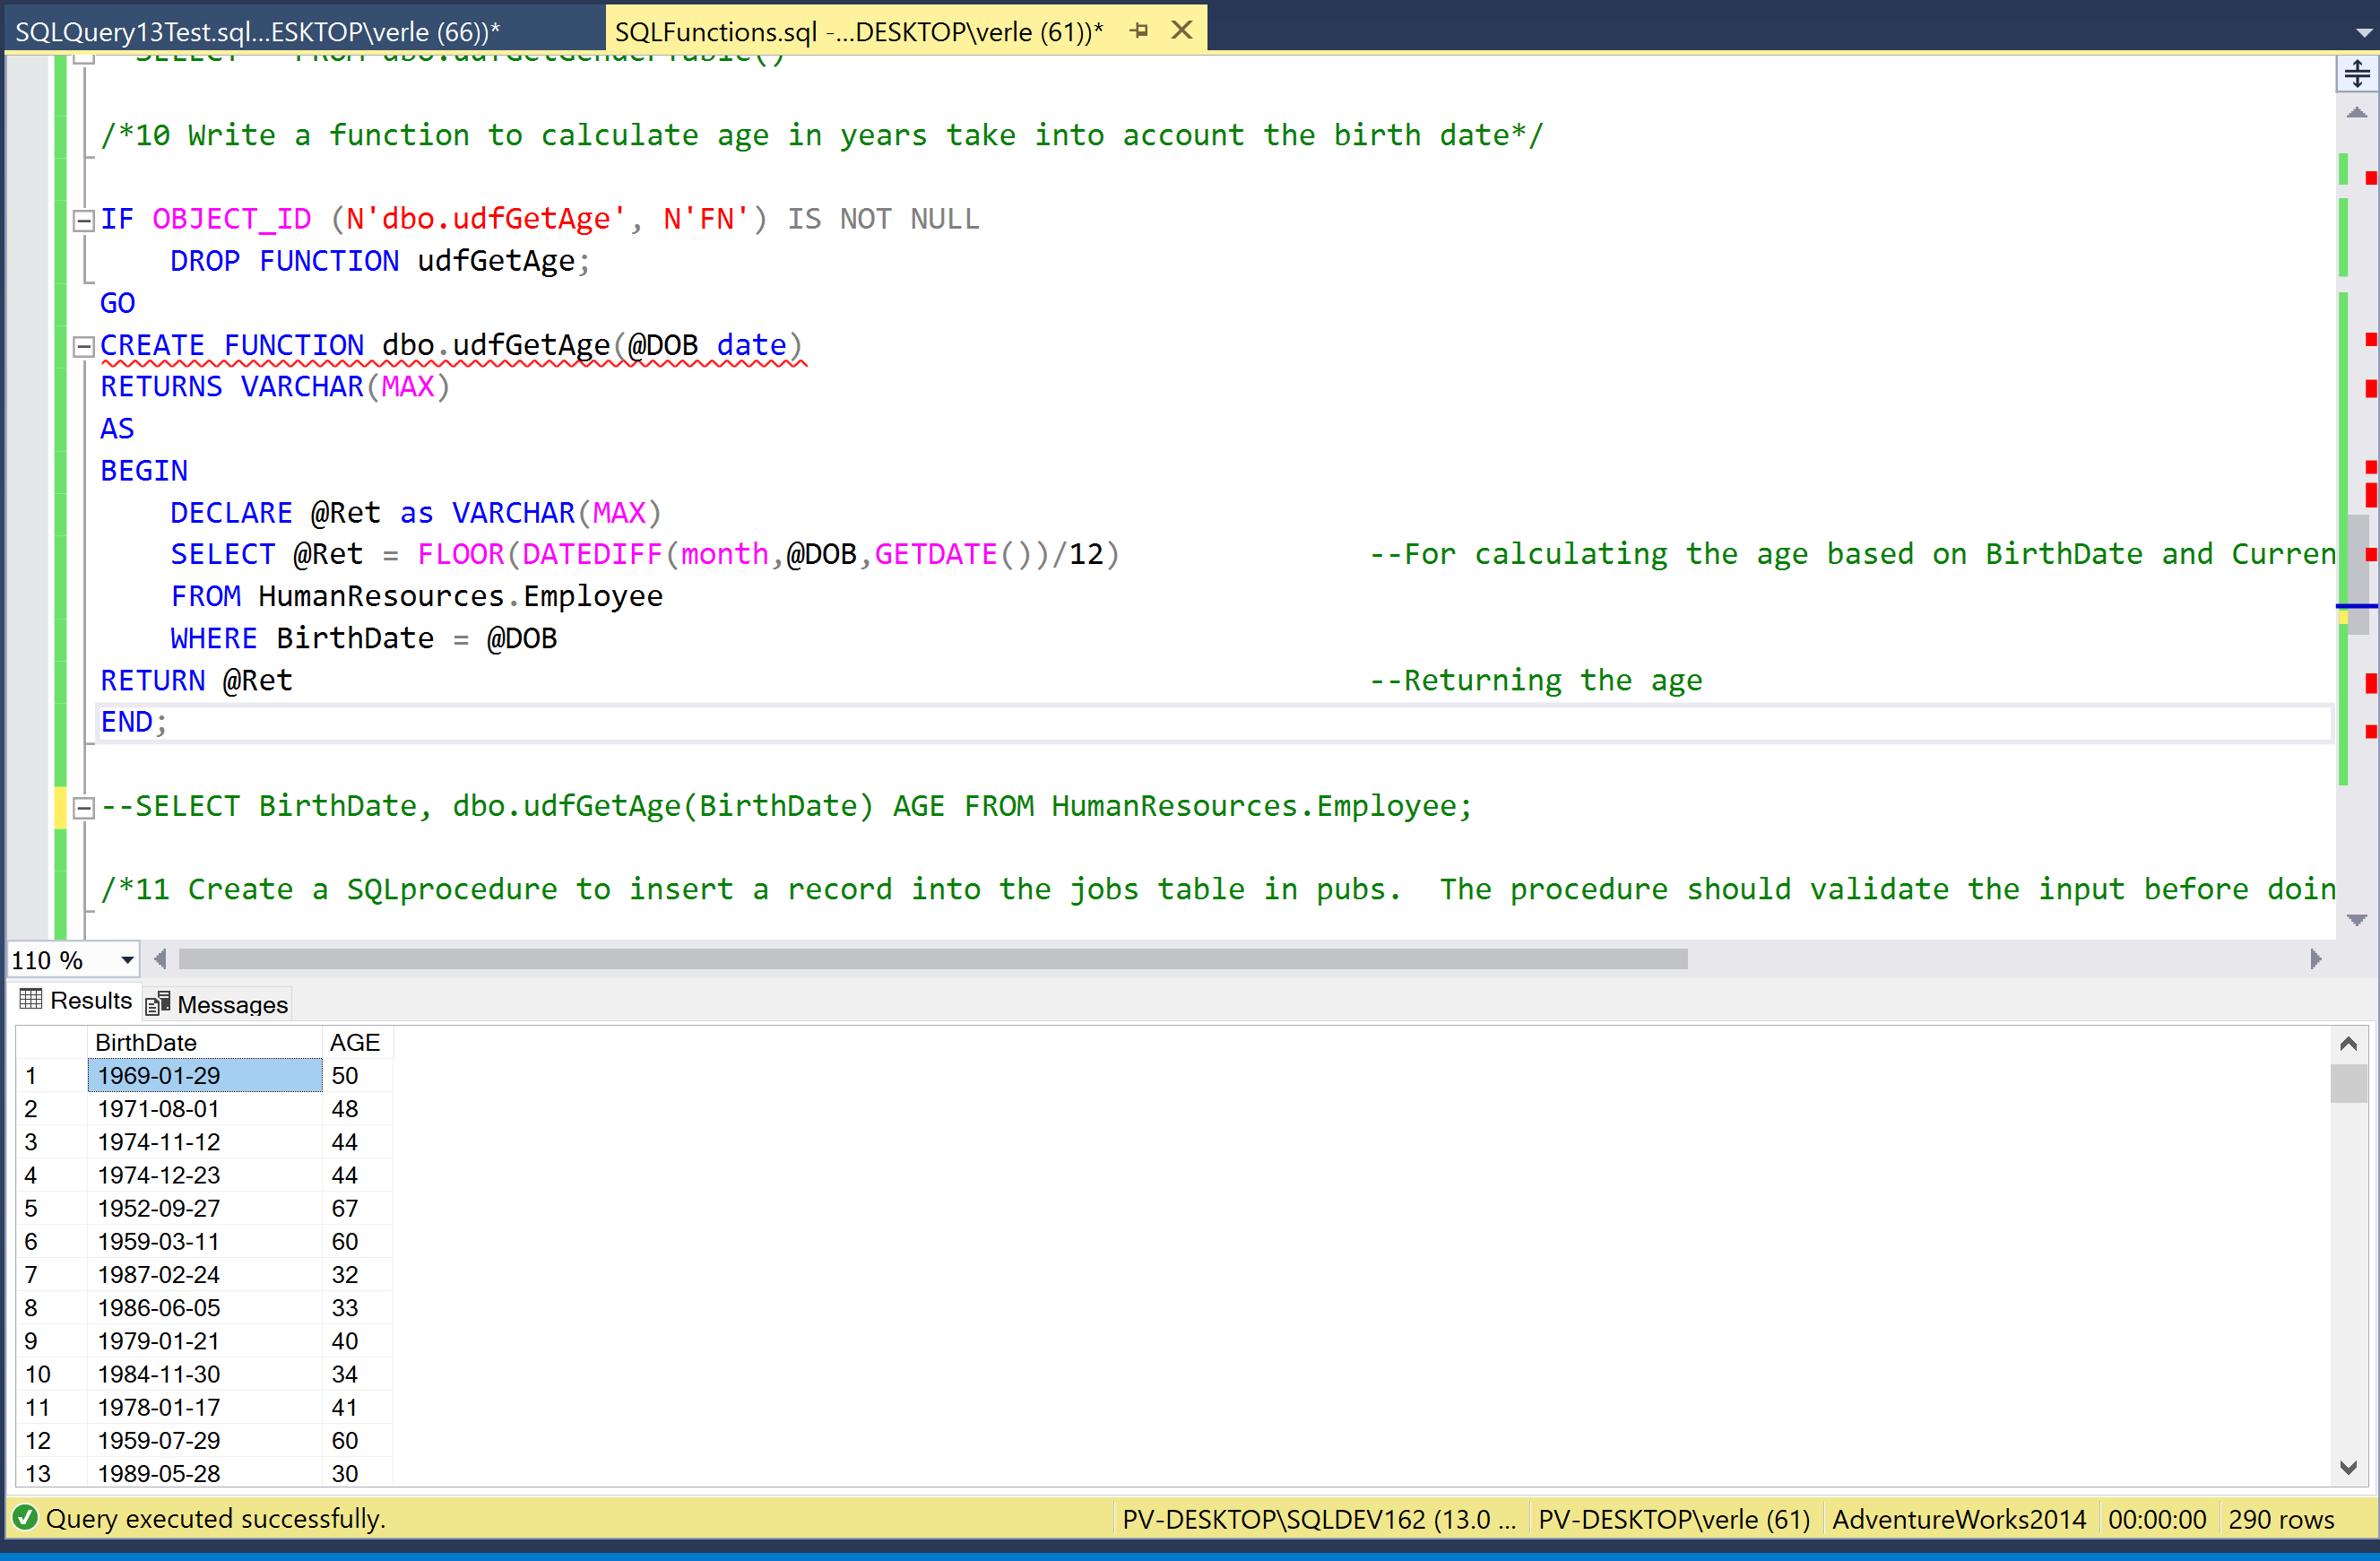 SQLQuery13Test.sql...ESKTOP\verle (66))* SQLFunctions.sql -...DESKTOP\verle (61))*
/*10 Write a function to calculate age in years take into account the birth date*/
IF OBJECT_ID (N'dbo.udfGetAge', N'FN') IS NOT NULL
DROP FUNCTION udfGetAge;
GO
CREATE FUNCTION dbo.udfGetAge(@DOB date)
RETURNS VARCHAR(MAX)
AS
BEGIN
DECLARE @Ret as VARCHAR(MAX)
SELECT @Ret = FLOOR(DATEDIFF(month,@DOB,GETDATE())/12) --For calculating the age based on BirthDate and Curren
FROM HumanResources.Employee
WHERE BirthDate = @DOB
RETURN @Ret --Returning the age
END;
--SELECT BirthDate, dbo.udfGetAge(BirthDate) AGE FROM HumanResources.Employee;
/*11 Create a SQLprocedure to insert a record into the jobs table in pubs.  The procedure should validate the input before doin
110 %
Results Messages
BirthDate AGE
1 1969-01-29 50
2 1971-08-01 48
3 1974-11-12 44
4 1974-12-23 44
5 1952-09-27 67
6 1959-03-11 60
7 1987-02-24 32
8 1986-06-05 33
9 1979-01-21 40
10 1984-11-30 34
11 1978-01-17 41
12 1959-07-29 60
13 1989-05-28 30
Query executed successfully. PV-DESKTOP\SQLDEV162 (13.0 ... PV-DESKTOP\verle (61) AdventureWorks2014 00:00:00 290 rows